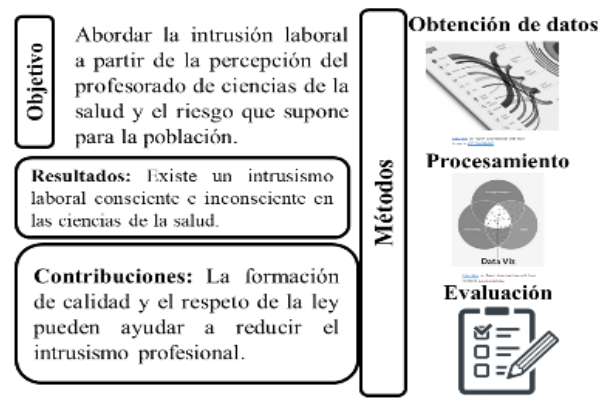 Objetivo
Abordar la intrusión laboral
a partir de la percepción del
profesorado de ciencias de la
salud y el riesgo que supone
para la población.
Resultados: Existe un intrusismo
laboral consciente e inconsciente en
las ciencias de la salud.
Contribuciones: La formación
de calidad y el respeto de la ley
pueden ayudar a reducir el
intrusismo profesional.
Métodos
Obtención de datos
Procesamiento
Data Viz
Evaluación